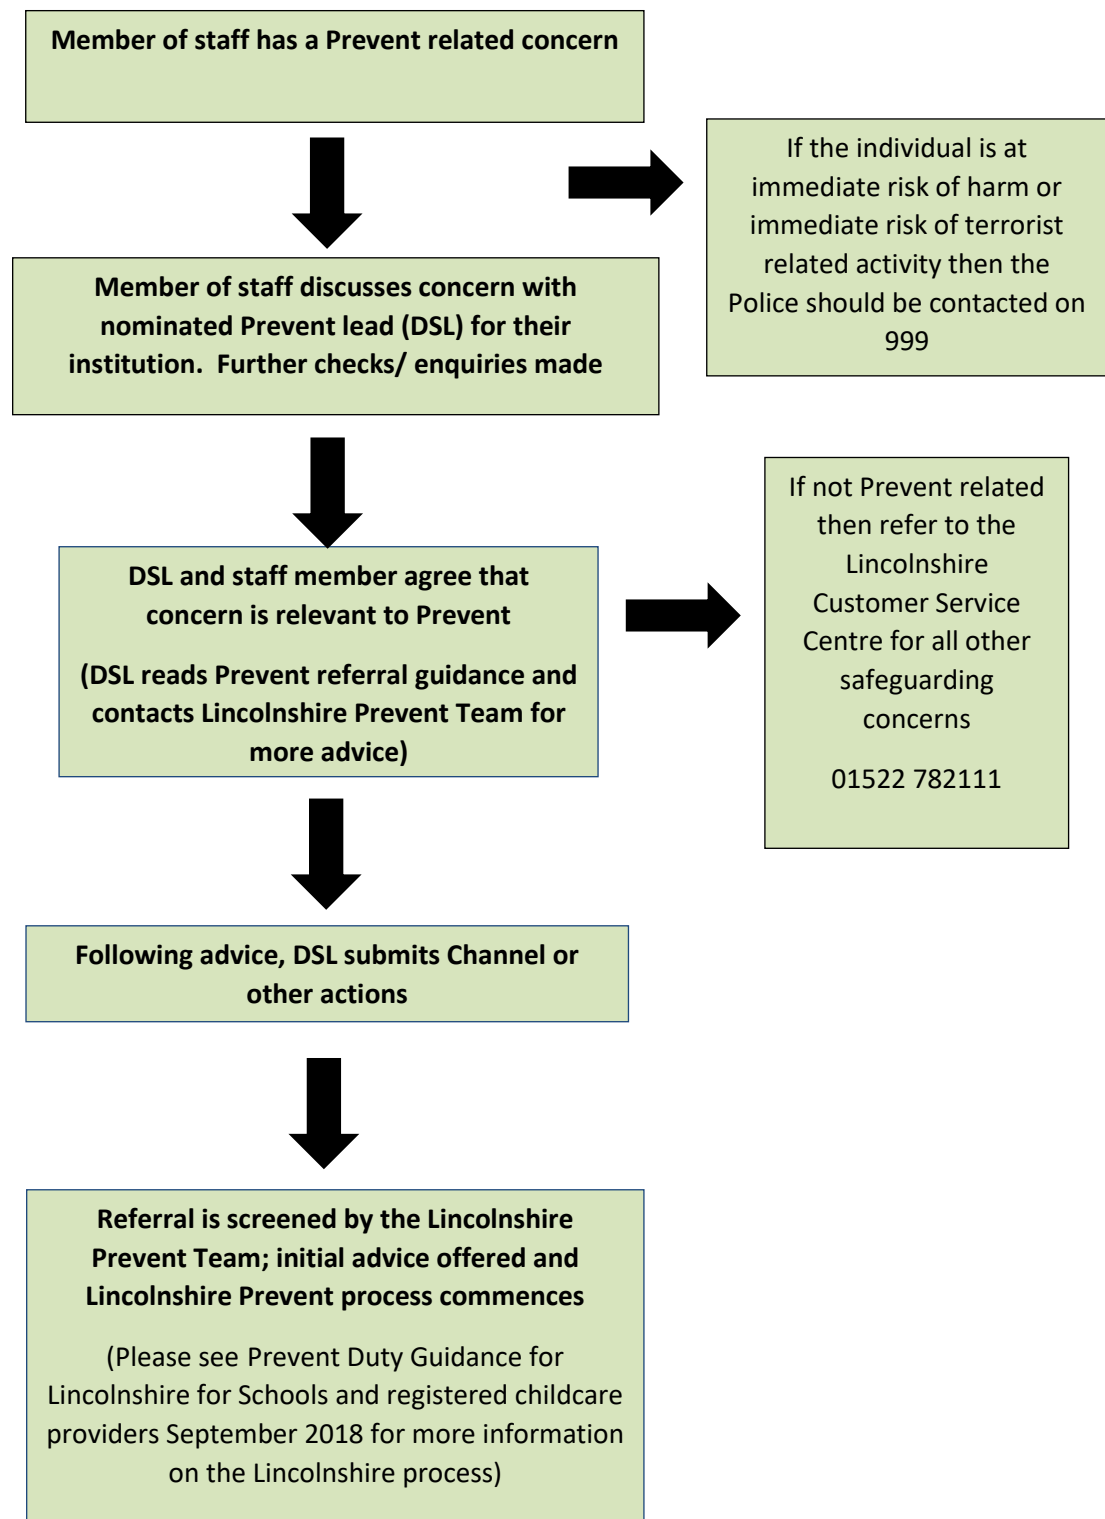 Member of staff has a Prevent related concern
If the individual is at
immediate risk of harm or
immediate risk of terrorist
related activity then the
Police should be contacted on
999
Member of staff discusses concern with
nominated Prevent lead (DSL) for their
institution.  Further checks/ enquiries made
If not Prevent related
then refer to the
Lincolnshire
Customer Service
Centre for all other
safeguarding
concerns
01522 782111
DSL and staff member agree that
concern is relevant to Prevent
(DSL reads Prevent referral guidance and
contacts Lincolnshire Prevent Team for
more advice)
Following advice, DSL submits Channel or
other actions
Referral is screened by the Lincolnshire
Prevent Team; initial advice offered and
Lincolnshire Prevent process commences
(Please see Prevent Duty Guidance for
Lincolnshire for Schools and registered childcare
providers September 2018 for more information
on the Lincolnshire process)